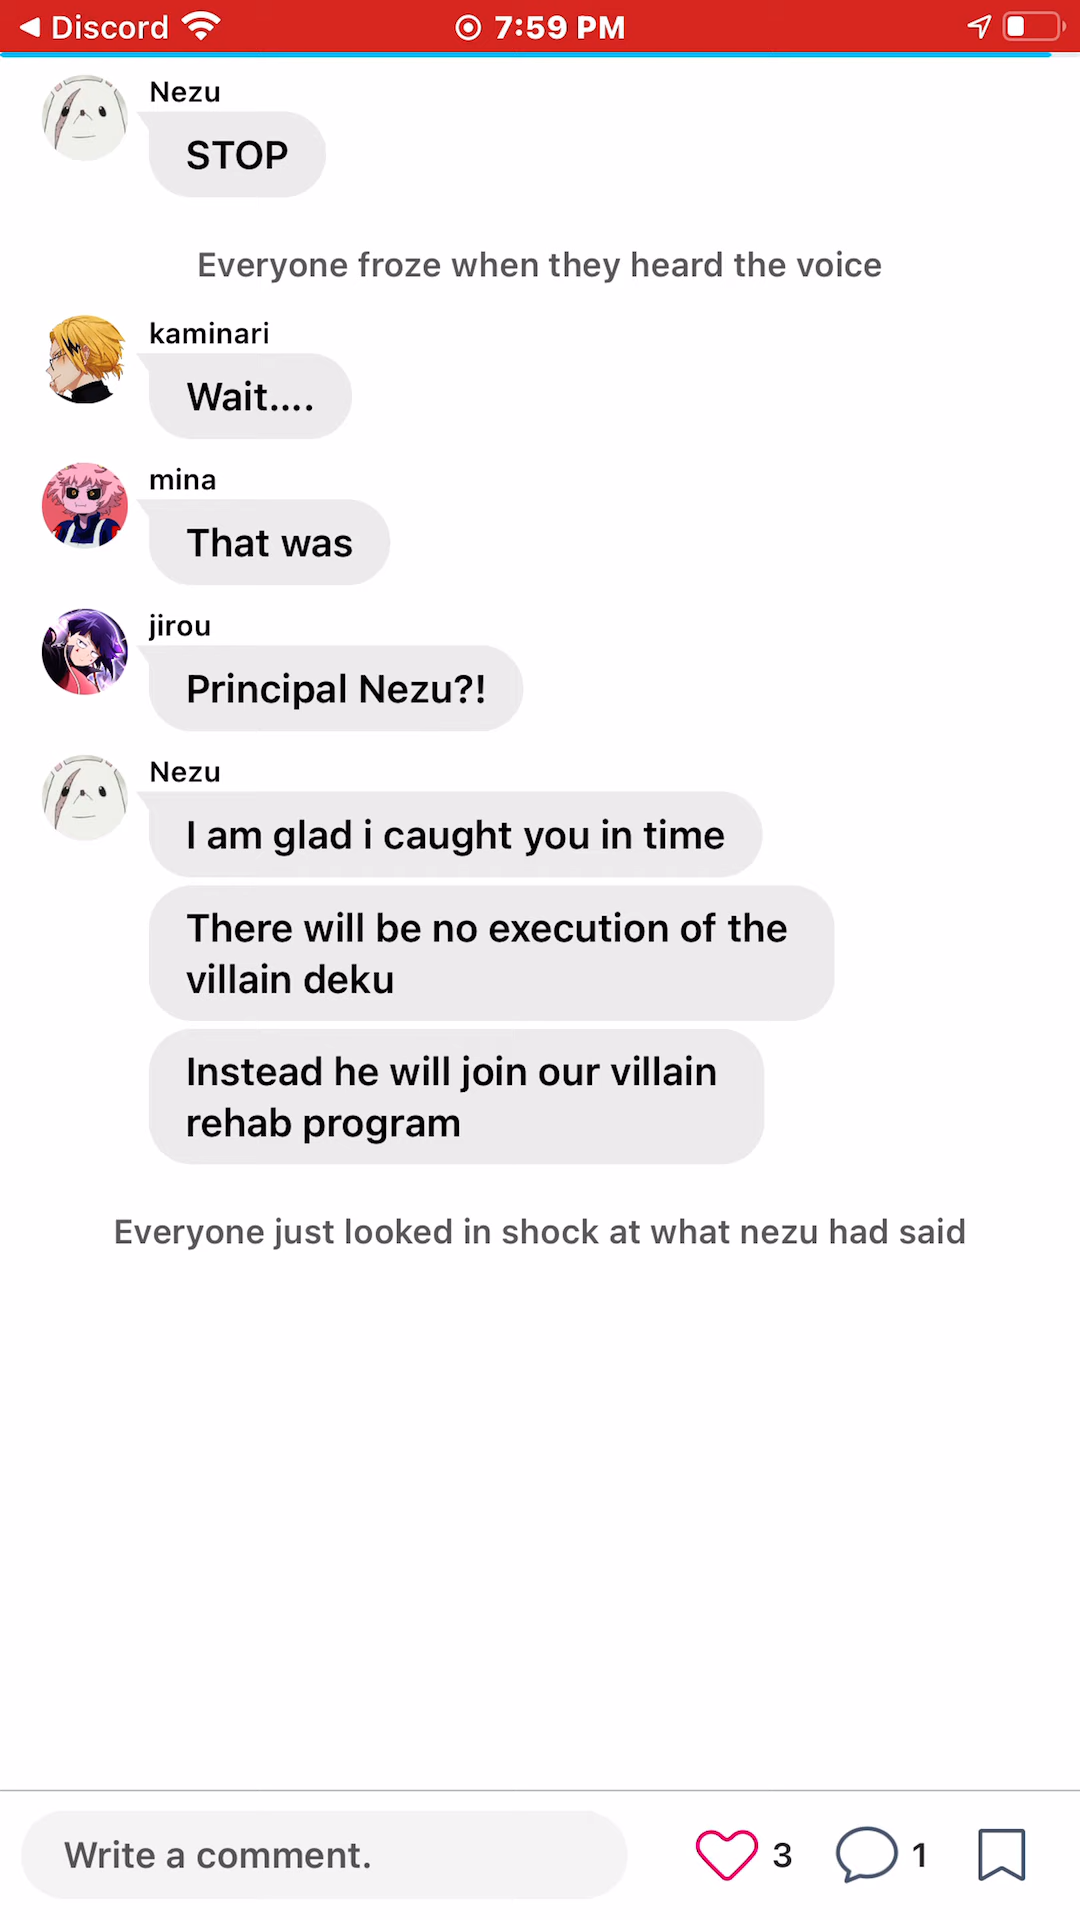 Discord 7:59 PM
Nezu
STOP
Everyone froze when they heard the voice
kaminari
Wait....
mina
That was
jirou
Principal Nezu?!
Nezu
I am glad i caught you in time
There will be no execution of the
villain deku
Instead he will join our villain
rehab program
Everyone just looked in shock at what nezu had said
Write a comment. 3 1